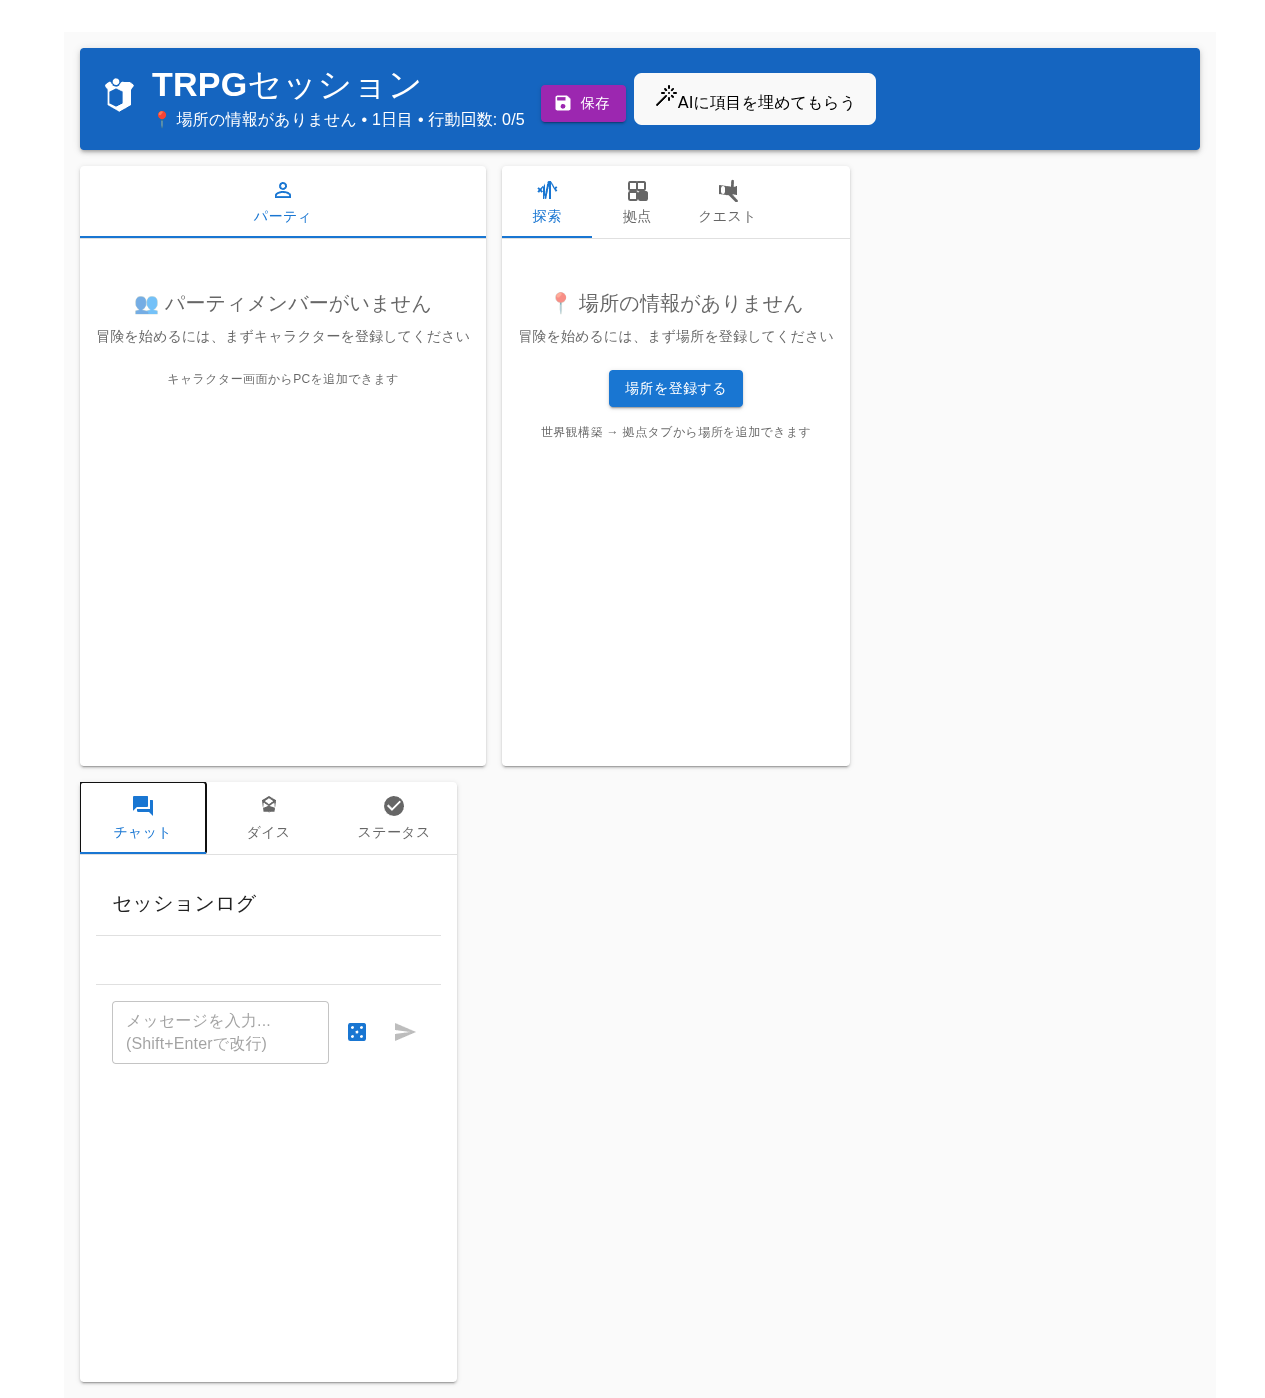 TRPGセッション
📍 場所の情報がありません • 1日目 • 行動回数: 0/5
保存
AIに項目を埋めてもらう
パーティ
👥 パーティメンバーがいません
冒険を始めるには、まずキャラクターを登録してください
キャラクター画面からPCを追加できます
探索
拠点
クエスト
📍 場所の情報がありません
冒険を始めるには、まず場所を登録してください
場所を登録する
世界観構築 → 拠点タブから場所を追加できます
チャット
ダイス
ステータス
セッションログ
メッセージを入力...
(Shift+Enterで改行)